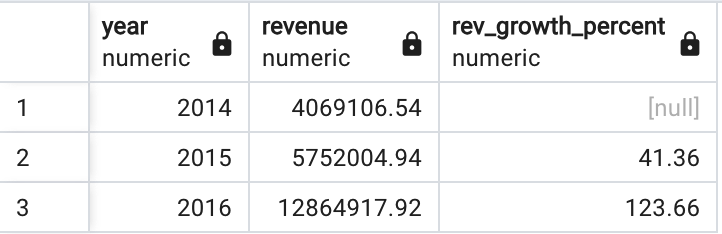 year revenue rev_growth_percent
numeric numeric numeric
1 2014 4069106.54 [null]
2 2015 5752004.94 41.36
3 2016 12864917.92 123.66